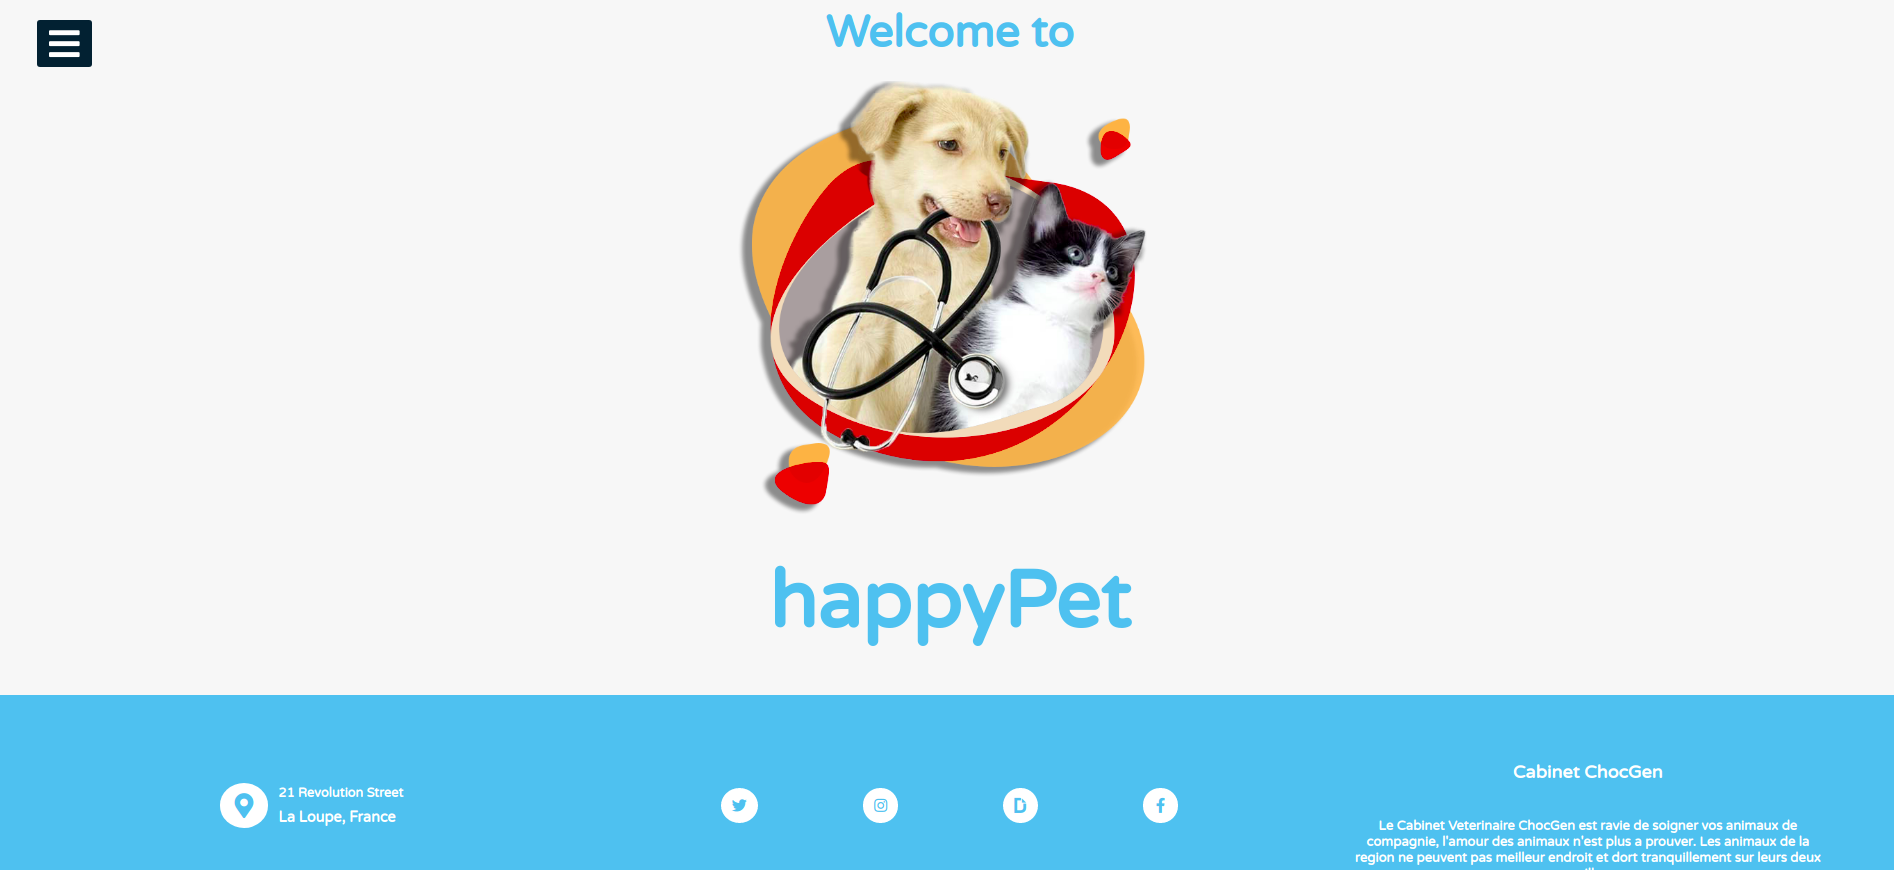 Welcome to
happyPet
21 Revolution Street
La Loupe, France
Cabinet ChocGen
Le Cabinet Veterinaire ChocGen est ravie de soigner vos animaux de
compagnie, l'amour des animaux n'est plus a prouver. Les animaux de la
region ne peuvent pas meilleur endroit et dort tranquillement sur leurs deux